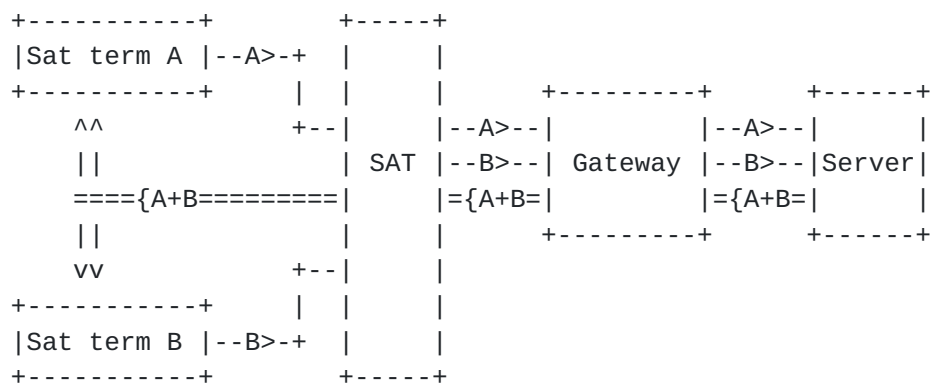 +-----------+         +-----+
|Sat term A |--A>-+   |     |
+-----------+     |   |     |      +---------+      +------+
    ^^            +--|     |--A>--|         |--A>--|      |
    ||               | SAT |--B>--| Gateway |--B>--|Server|
    ====={A+B=========|     |={A+B=|         |={A+B=|      |
    ||               |     |      +---------+      +------+
    vv            +--|     |
+-----------+     |   |     |
|Sat term B |--B>-+   |     |
+-----------+         +-----+